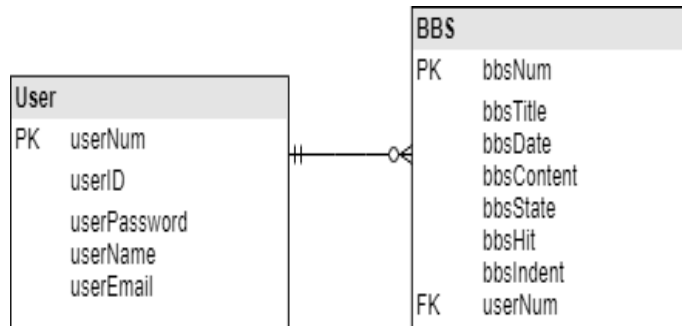 User
PK userNum
userID
userPassword
userName
userEmail
BBS
PK bbsNum
bbsTitle
bbsDate
bbsContent
bbsState
bbsHit
bbsIndent
FK userNum